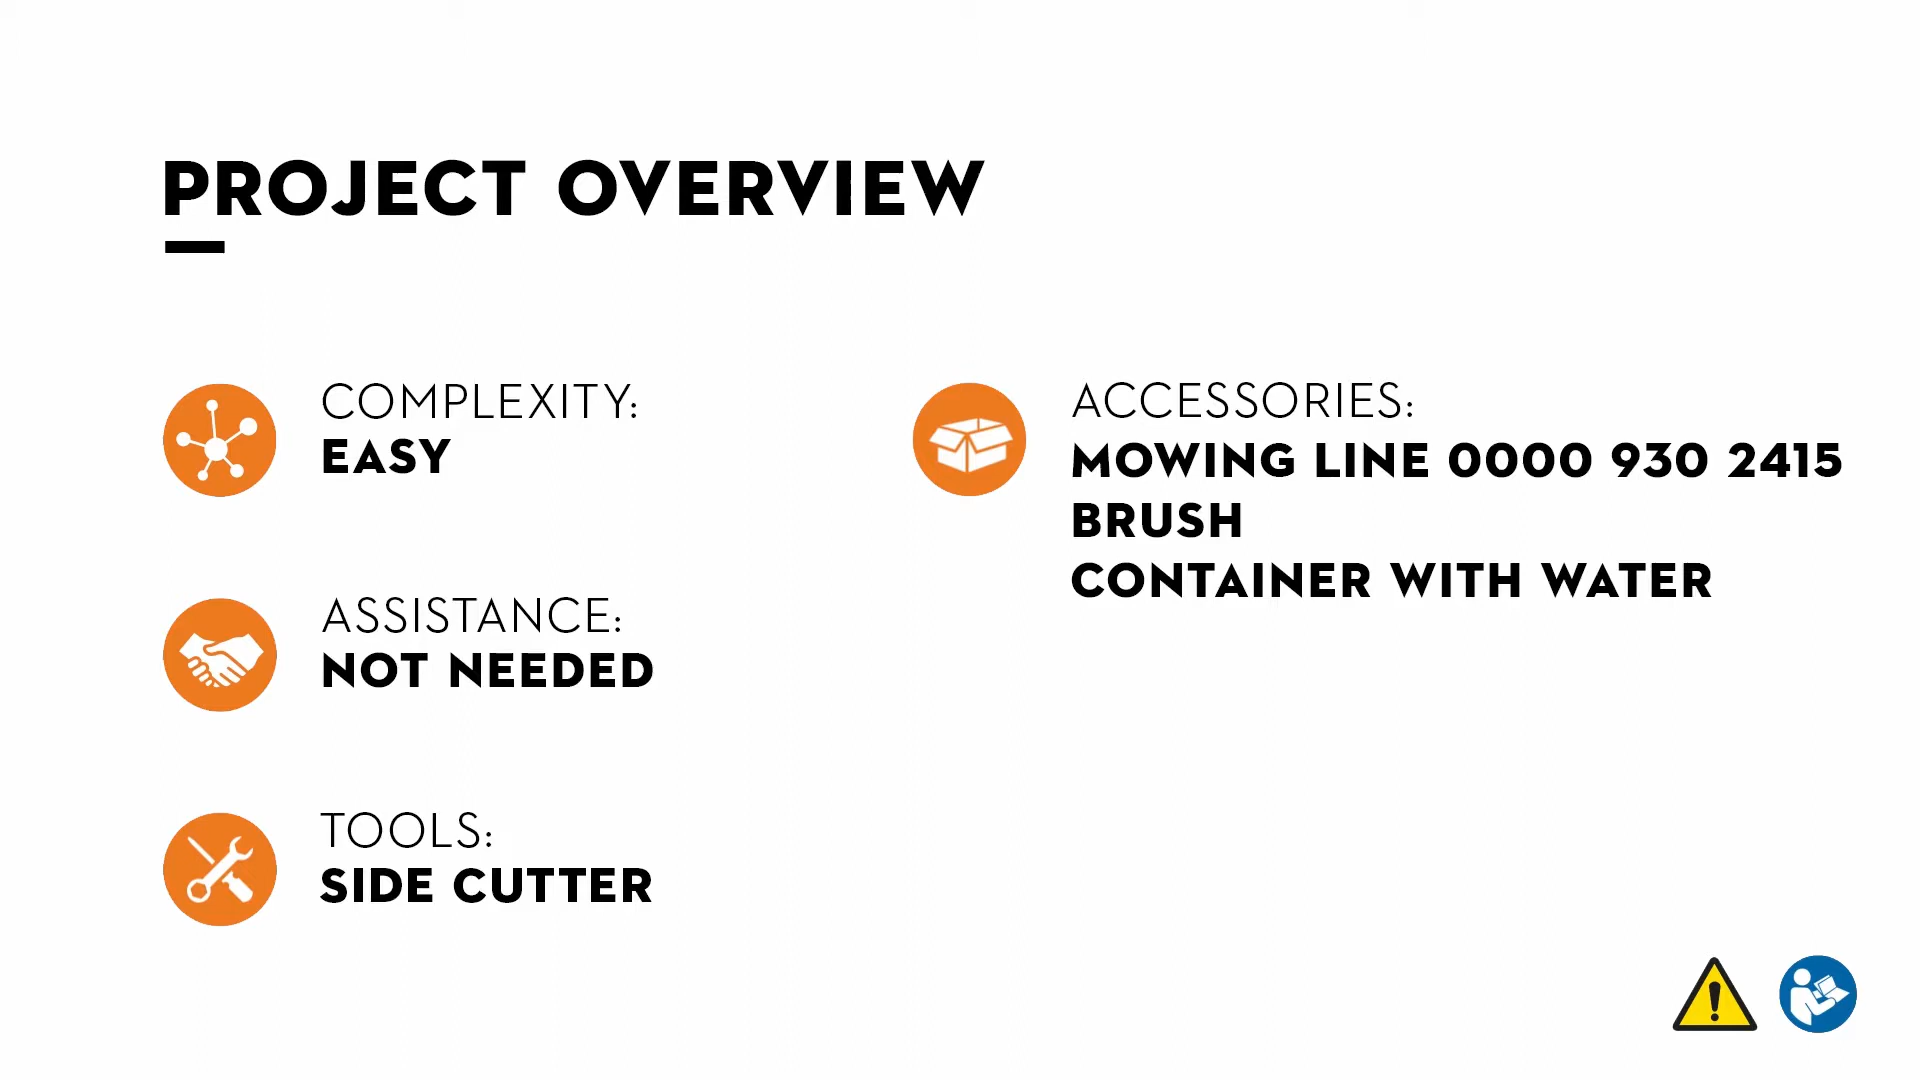 PROJECT OVERVIEW
COMPLEXITY:
EASY
ASSISTANCE:
NOT NEEDED
TOOLS:
SIDE CUTTER
ACCESSORIES:
MOWING LINE 0000 930 2415
BRUSH
CONTAINER WITH WATER